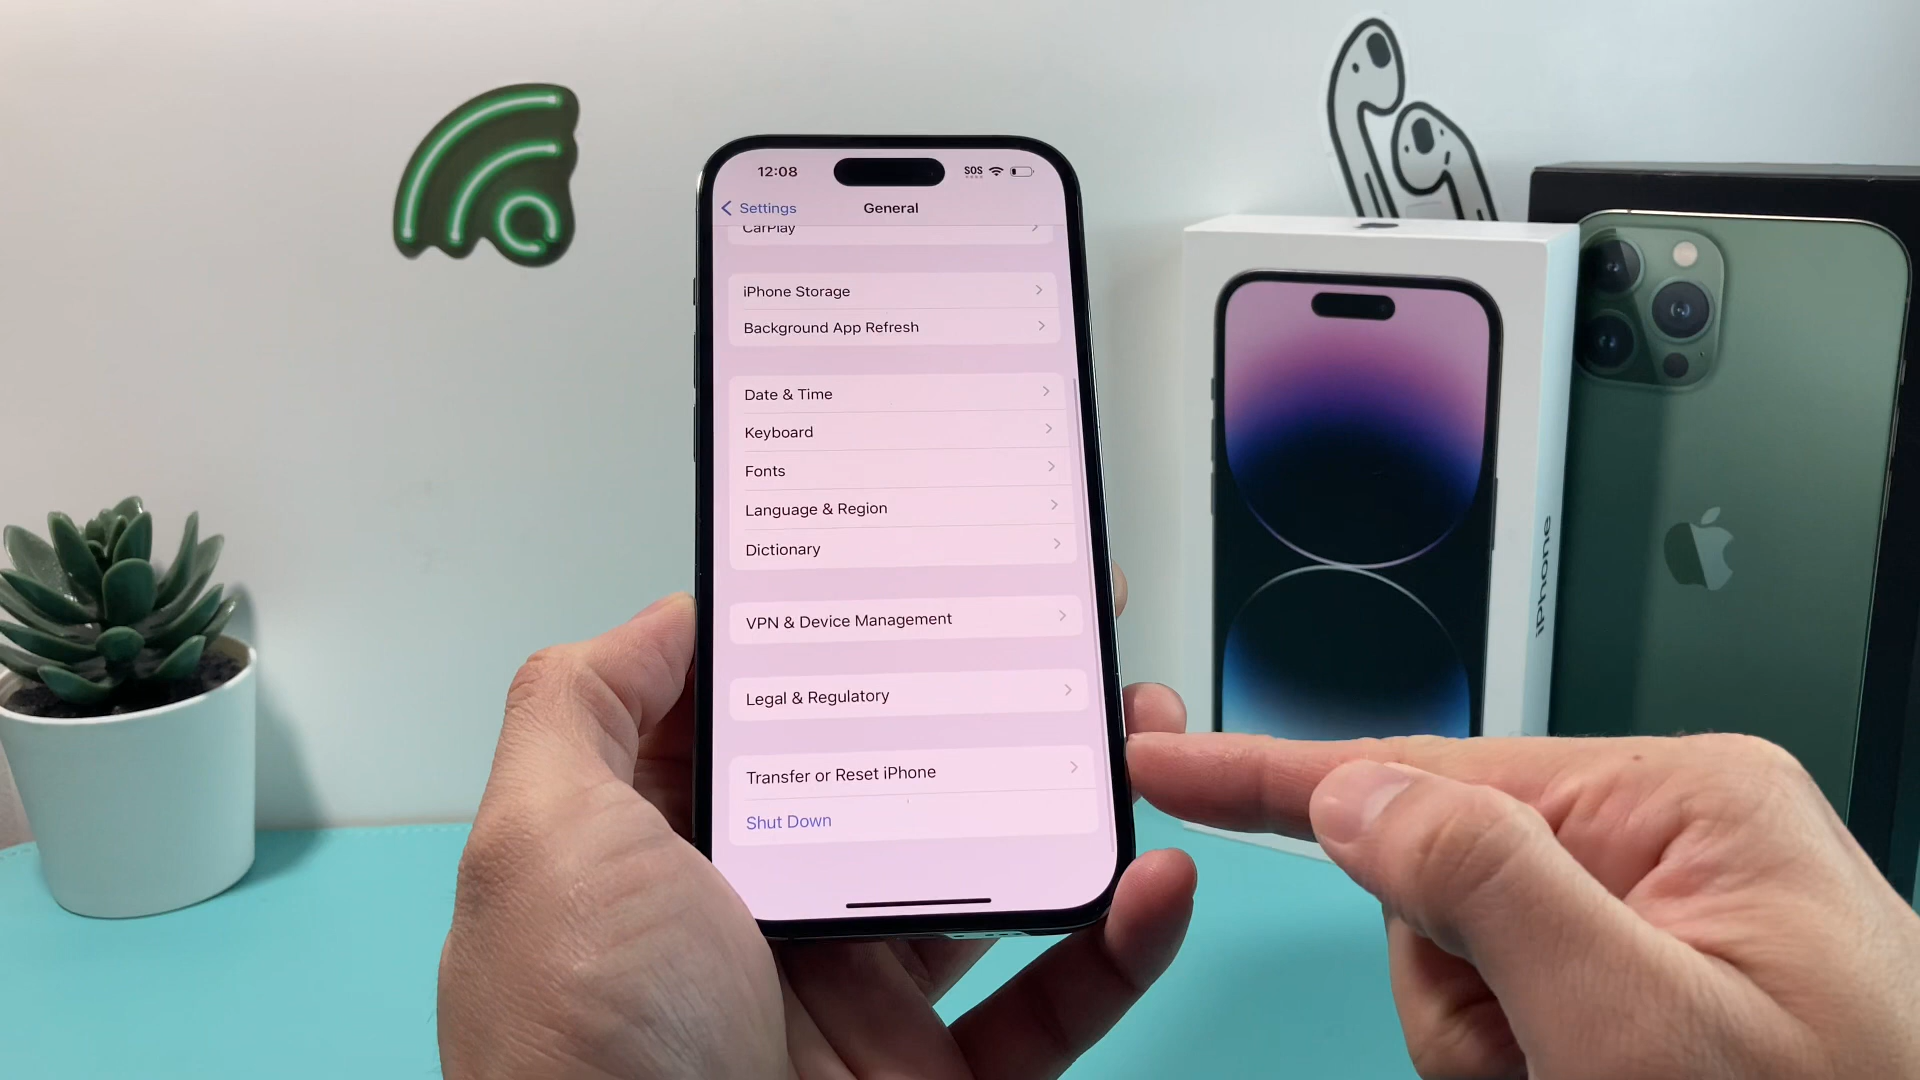 12:08
SOS
Settings
General
CarPlay
iPhone Storage
Background App Refresh
Date & Time
Keyboard
Fonts
Language & Region
Dictionary
VPN & Device Management
Legal & Regulatory
Transfer or Reset iPhone
Shut Down
iPhone